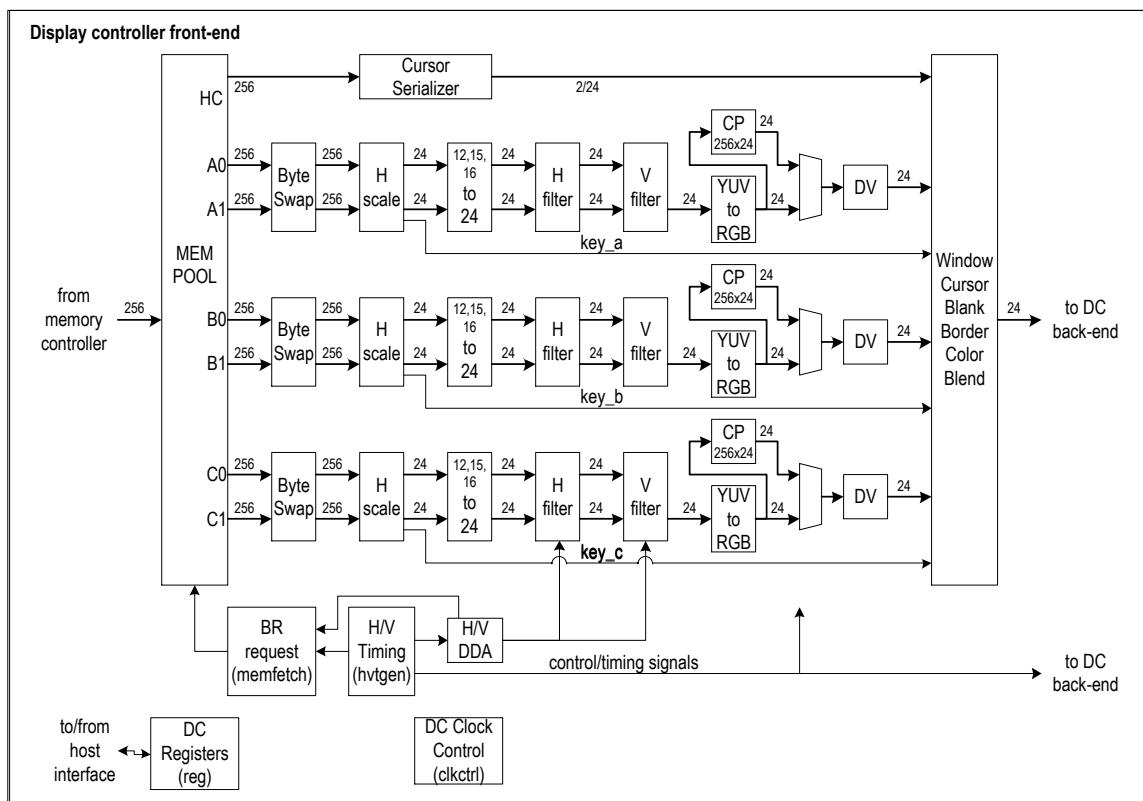 Display controller front-end
HC
256
Cursor
Serializer
2/24
MEM
POOL
A0
A1
256
256
Byte
Swap
256
256
H
scale
24
24
12,15,
16
to
24
24
24
H
filter
24
24
V
filter
24
CP
256x24
24
YUV
to
RGB
24
DV
24
key_a
from
memory
controller
256
B0
B1
256
256
Byte
Swap
256
256
H
scale
24
24
12,15,
16
to
24
24
24
H
filter
24
24
V
filter
24
CP
256x24
24
YUV
to
RGB
24
DV
24
key_b
Window
Cursor
Blank
Border
Color
Blend
24
to DC
back-end
C0
C1
256
256
Byte
Swap
256
256
H
scale
24
24
12,15,
16
to
24
24
24
H
filter
24
24
V
filter
24
CP
256x24
24
YUV
to
RGB
24
DV
24
key_c
BR
request
(memfetch)
H/V
Timing
(hvtgen)
H/V
DDA
control/timing signals
to DC
back-end
to/from
host
interface
DC
Registers
(reg)
DC Clock
Control
(clkctrl)